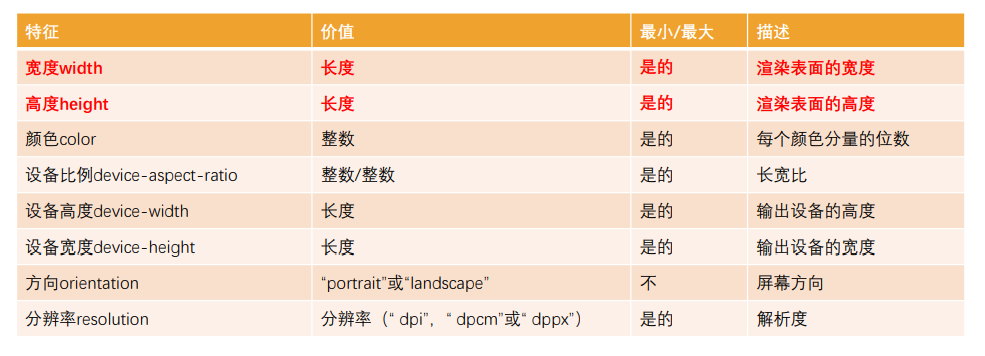 特征 价值 最小/最大 描述
宽度width 长度 是的 渲染表面的宽度
高度height 长度 是的 渲染表面的高度
颜色color 整数 是的 每个颜色分量的位数
设备比例device-aspect-ratio 整数/整数 是的 长宽比
设备高度device-width 长度 是的 输出设备的高度
设备宽度device-height 长度 是的 输出设备的宽度
方向orientation “portrait”或“landscape” 不 屏幕方向
分辨率resolution 分辨率（“ dpi”，“ dpcm”或“ dppx”） 是的 解析度